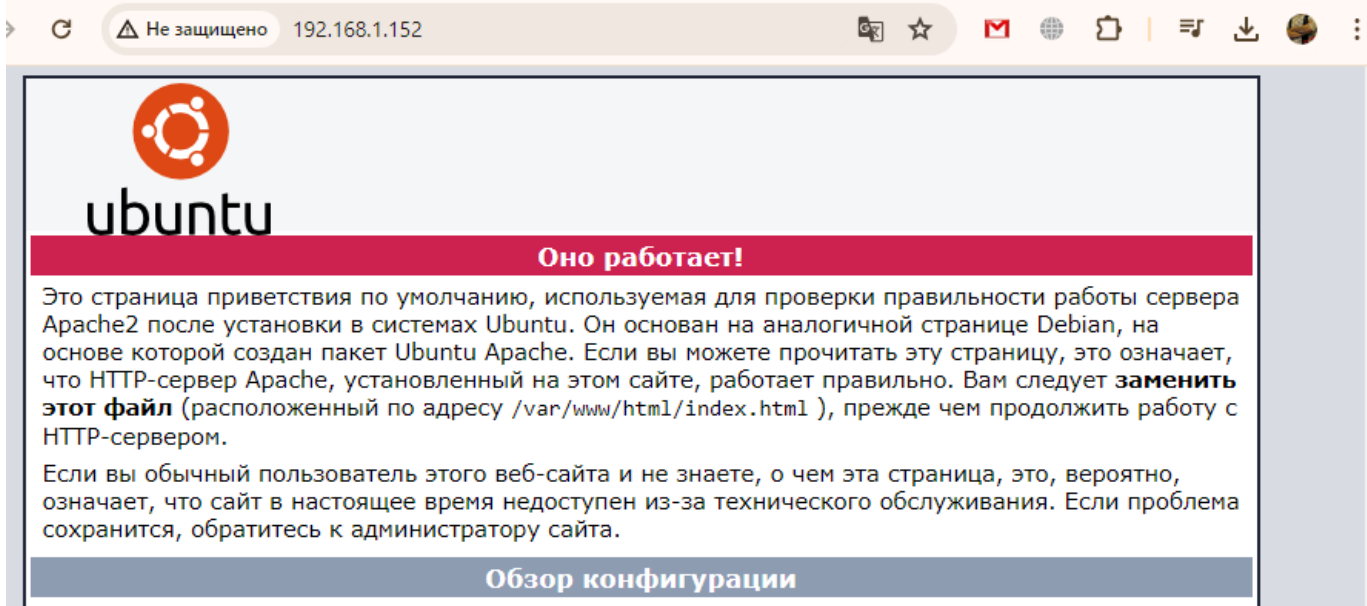 Не защищено 192.168.1.152
ubuntu
Оно работает!
Это страница приветствия по умолчанию, используемая для проверки правильности работы сервера
Apache2 после установки в системах Ubuntu. Он основан на аналогичной странице Debian, на
основе которой создан пакет Ubuntu Apache. Если вы можете прочитать эту страницу, это означает,
что HTTP-сервер Apache, установленный на этом сайте, работает правильно. Вам следует заменить
этот файл (расположенный по адресу /var/www/html/index.html ), прежде чем продолжить работу с
HTTP-сервером.
Если вы обычный пользователь этого веб-сайта и не знаете, о чем эта страница, это, вероятно,
означает, что сайт в настоящее время недоступен из-за технического обслуживания. Если проблема
сохранится, обратитесь к администратору сайта.
Обзор конфигурации